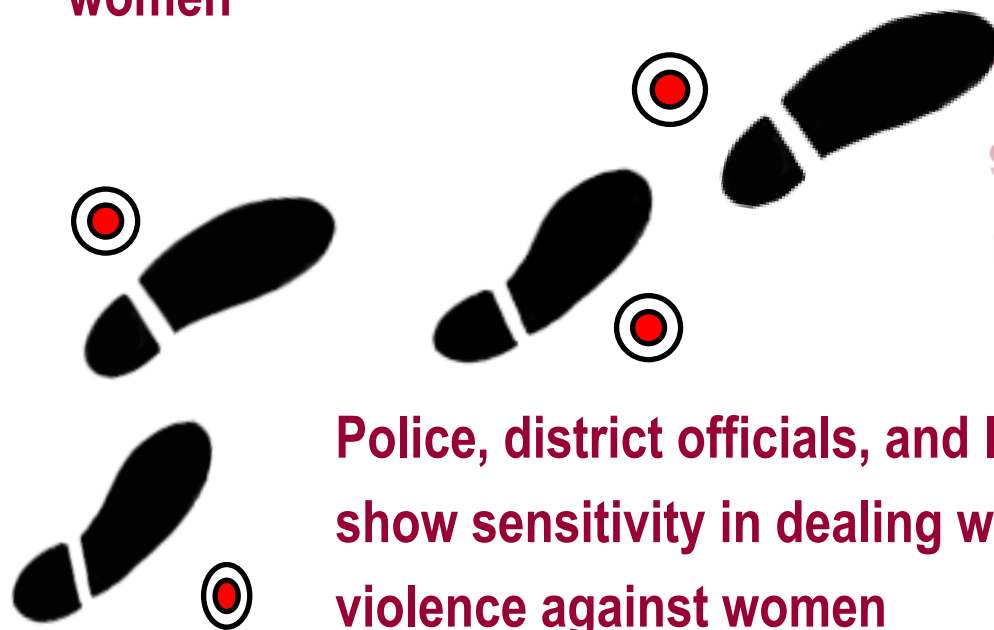 women
Police, district officials, and
show sensitivity in dealing
violence against women